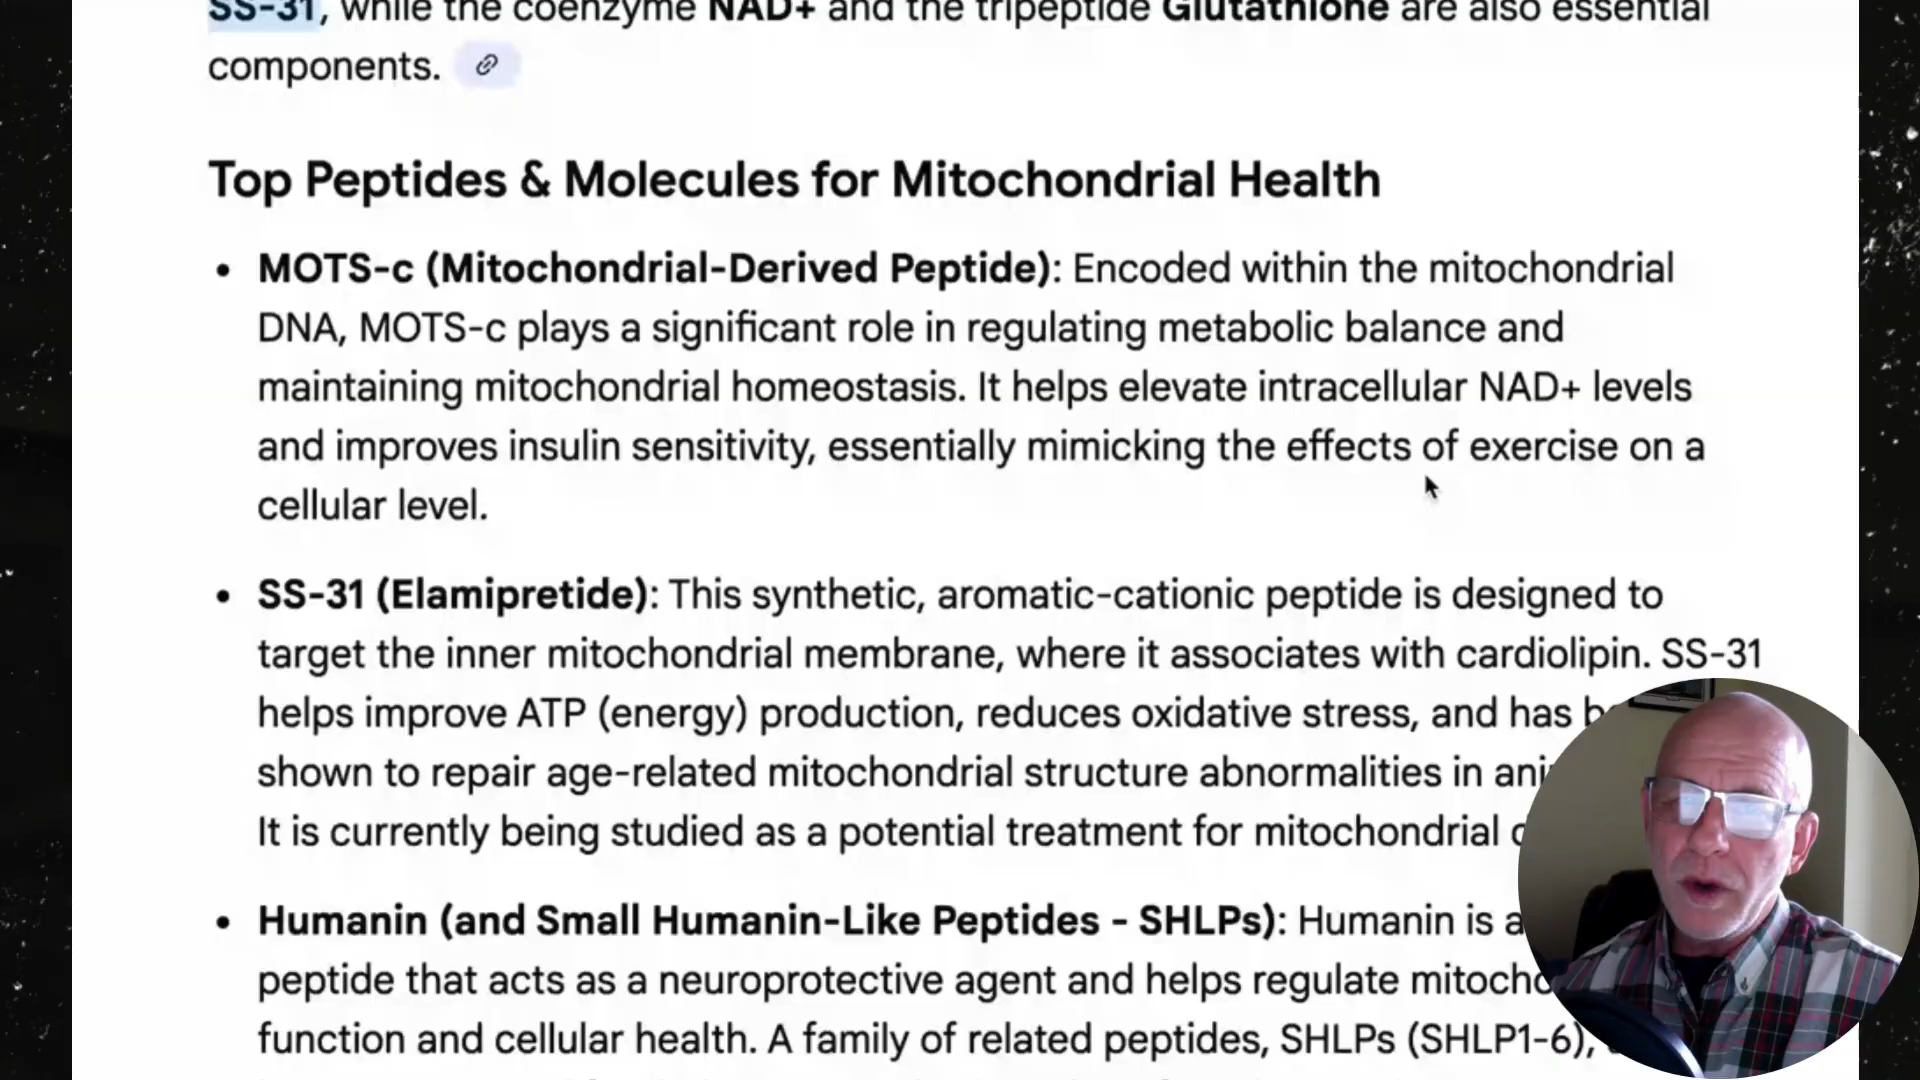 SS-31, while the coenzyme NAD+ and the tripeptide Glutathione are also essential
components.
Top Peptides & Molecules for Mitochondrial Health
• MOTS-c (Mitochondrial-Derived Peptide): Encoded within the mitochondrial
DNA, MOTS-c plays a significant role in regulating metabolic balance and
maintaining mitochondrial homeostasis. It helps elevate intracellular NAD+ levels
and improves insulin sensitivity, essentially mimicking the effects of exercise on a
cellular level.
• SS-31 (Elamipretide): This synthetic, aromatic-cationic peptide is designed to
target the inner mitochondrial membrane, where it associates with cardiolipin. SS-31
helps improve ATP (energy) production, reduces oxidative stress, and has
shown to repair age-related mitochondrial structure abnormalities in
It is currently being studied as a potential treatment for mitochondrial
• Humanin (and Small Humanin-Like Peptides - SHLPs): Humanin is a
peptide that acts as a neuroprotective agent and helps regulate
function and cellular health. A family of related peptides, SHLPs (SHLP1-6),